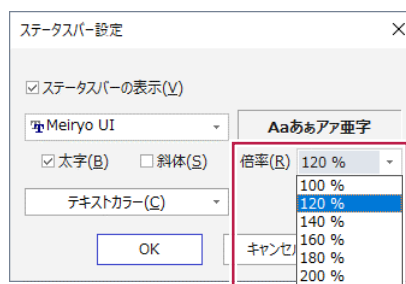 ステータスバー設定
ステータスバーの表示(V)
Meiryo UI
Aaあぁアァ亜字
太字(B) 斜体(S) 倍率(R) 120 %
100 %
120 %
テキストカラー(C)
140 %
160 %
OK キャンセ
180 %
200 %